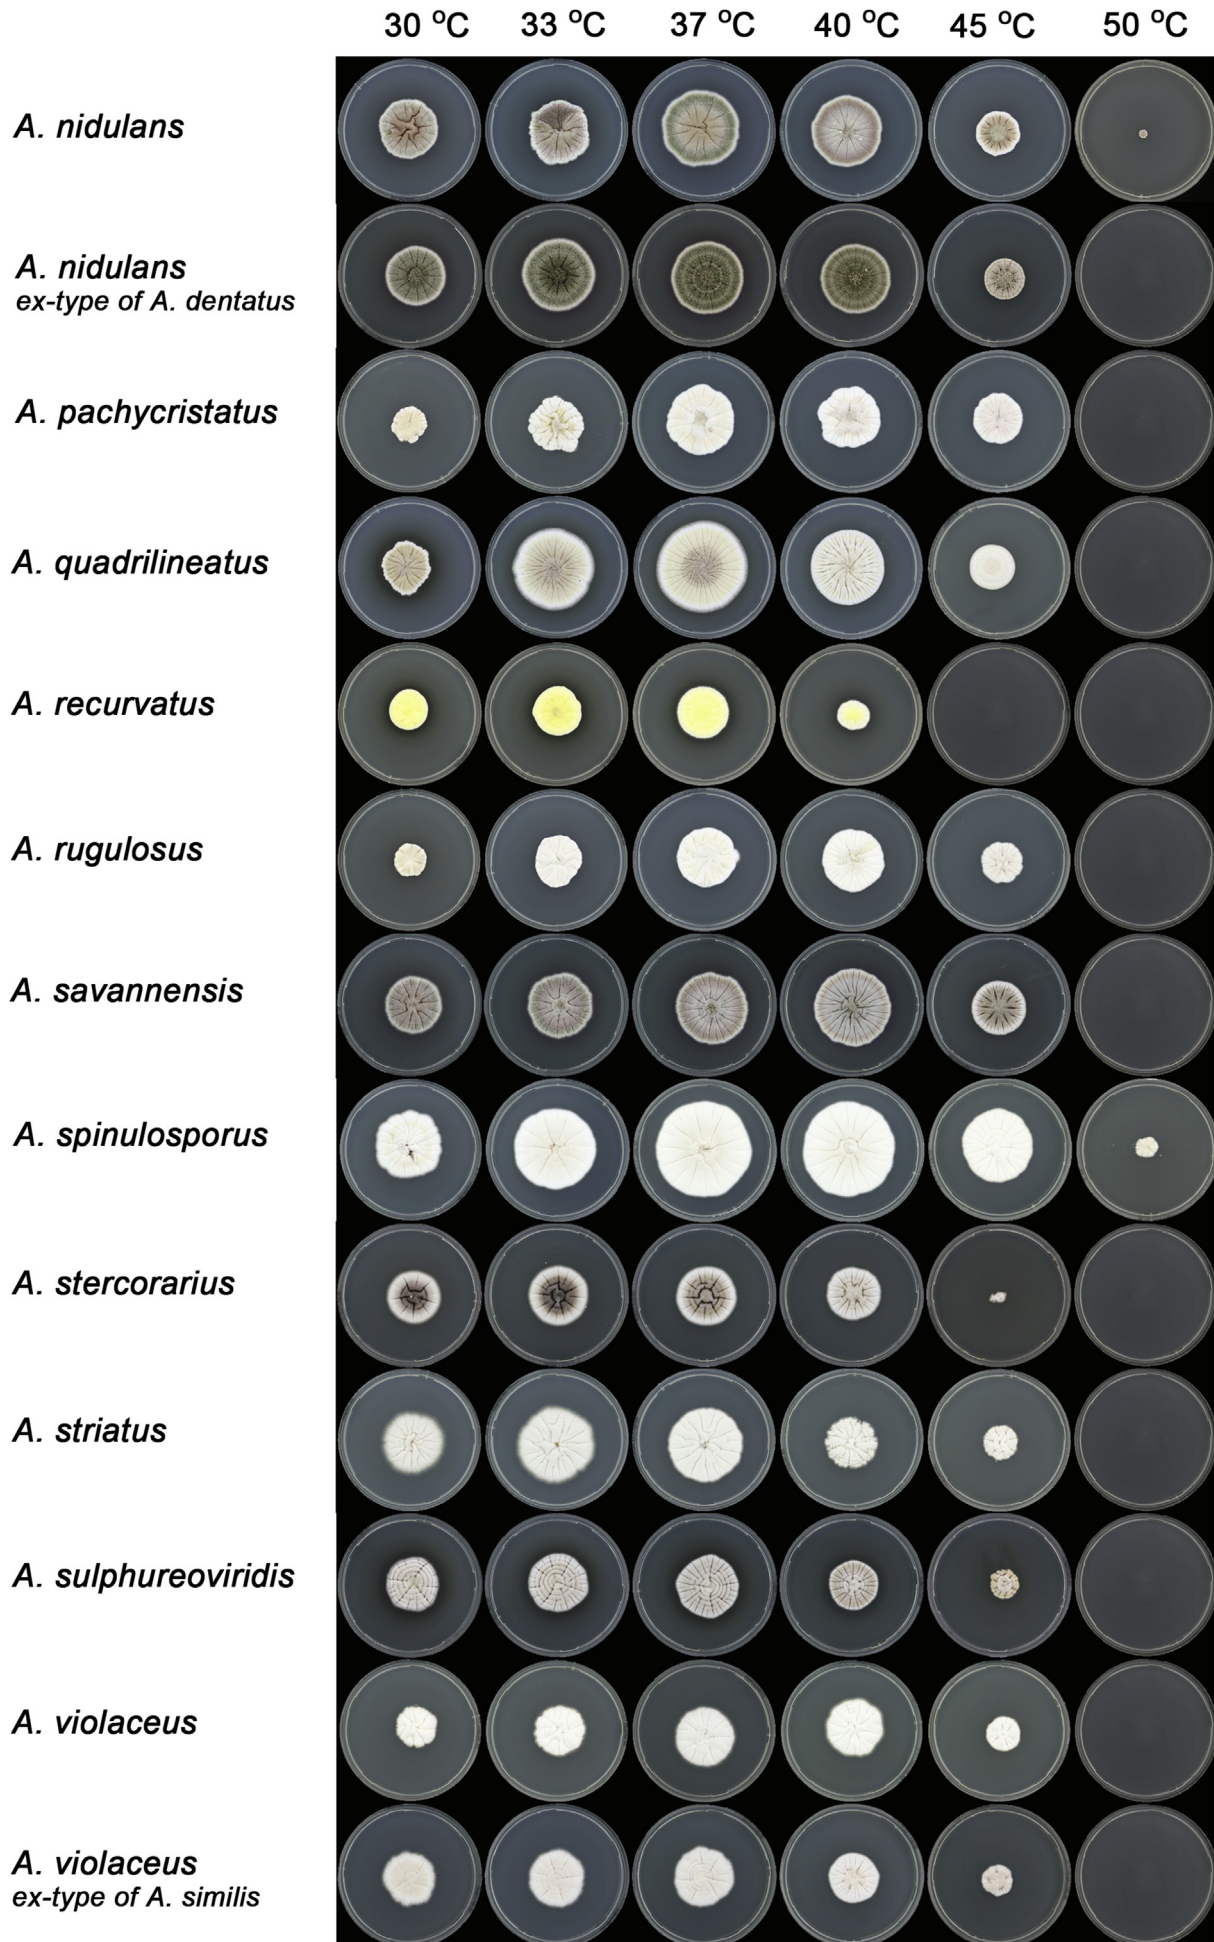 30 °C 33 °C 37 °C 40 °C 45 °C 50 °C
A. nidulans
A. nidulans
ex-type of A. dentatus
A. pachycristatus
A. quadrilineatus
A. recurvatus
A. rugulosus
A. savannensis
A. spinulosporus
A. stercorarius
A. striatus
A. sulphureoviridis
A. violaceus
A. violaceus
ex-type of A. similis